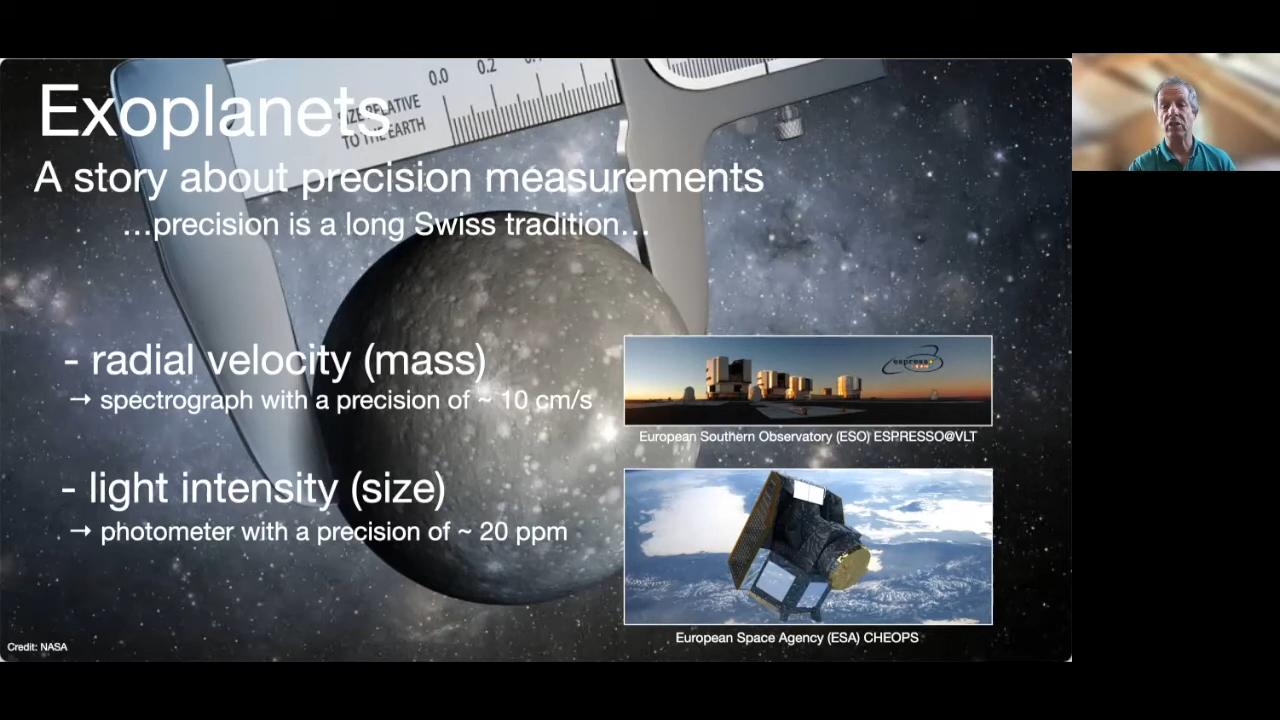 Exoplanets
0.0 0.2
SIZE RELATIVE
TO THE EARTH
A story about precision measurements
…precision is a long Swiss tradition…
- radial velocity (mass)
→ spectrograph with a precision of ~ 10 cm/s
espresso
European Southern Observatory (ESO) ESPRESSO@VLT
- light intensity (size)
→ photometer with a precision of ~ 20 ppm
European Space Agency (ESA) CHEOPS
Credit: NASA